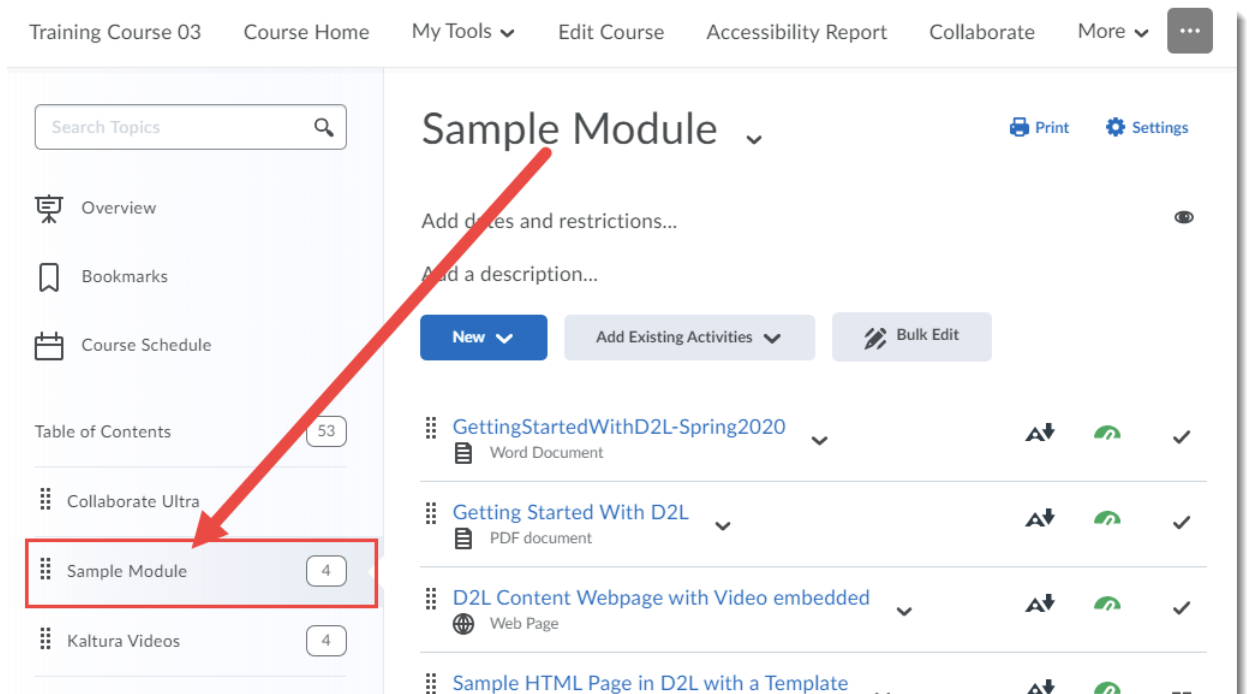 Training Course 03 Course Home My Tools Edit Course Accessibility Report Collaborate More
Search Topics
Overview
Bookmarks
Course Schedule
Table of Contents 53
Collaborate Ultra
Sample Module 4
Kaltura Videos 4
Sample Module
Print Settings
Add dates and restrictions...
Add a description...
New Add Existing Activities Bulk Edit
GettingStartedWithD2L-Spring2020
Word Document
Getting Started With D2L
PDF document
D2L Content Webpage with Video embedded
Web Page
Sample HTML Page in D2L with a Template